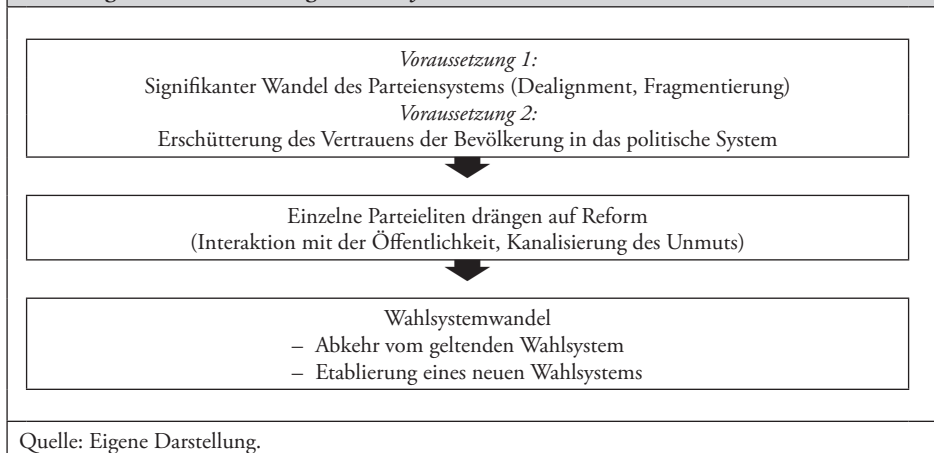 Voraussetzung 1:
Signifikanter Wandel des Parteiensystems (Dealignment, Fragmentierung)
Voraussetzung 2:
Erschütterung des Vertrauens der Bevölkerung in das politische System
Einzelne Parteieliten drängen auf Reform
(Interaktion mit der Öffentlichkeit, Kanalisierung des Unmuts)
Wahlsystemwandel
– Abkehr vom geltenden Wahlsystem
– Etablierung eines neuen Wahlsystems
Quelle: Eigene Darstellung.